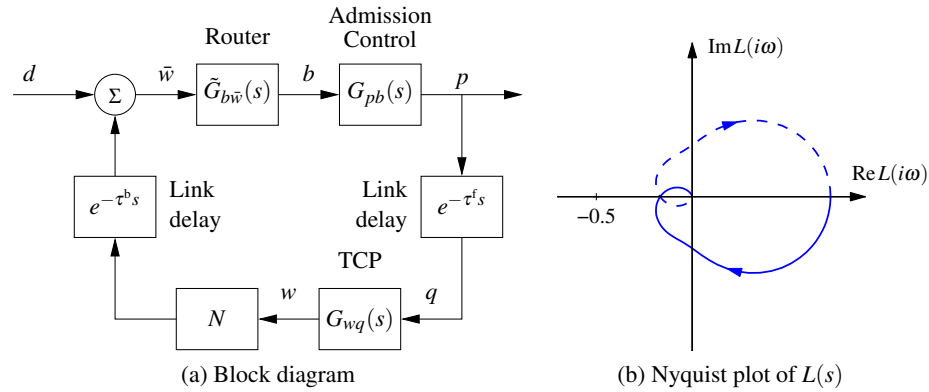 Router
Admission
Control
d
w̄
b
p
Σ
G̃_{bw̄}(s)
G_{pb}(s)
e^{−τ^b s}
Link
delay
Link
delay
e^{−τ^f s}
TCP
N
w
G_{wq}(s)
q
(a) Block diagram
Im L(iω)
Re L(iω)
−0.5
(b) Nyquist plot of L(s)